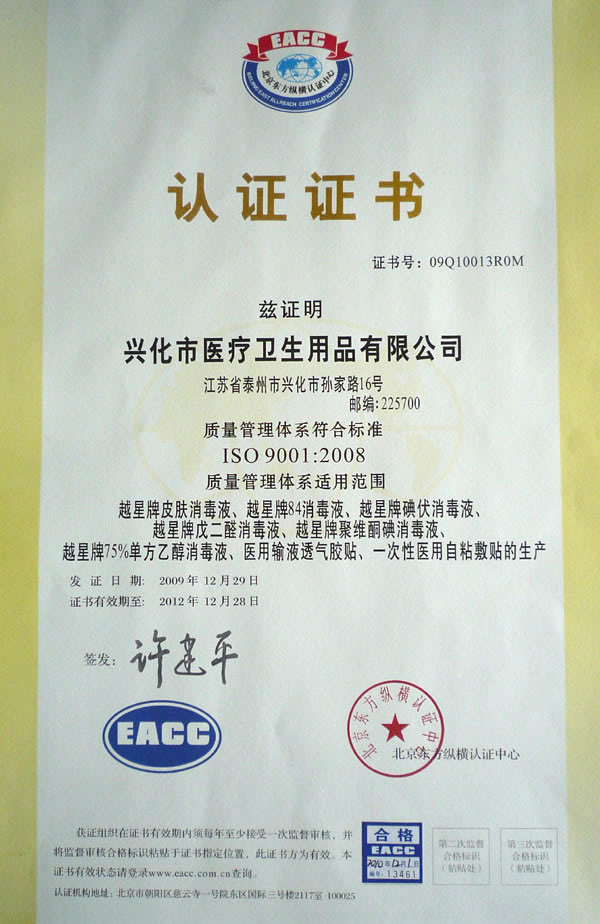 EACC
北京东方纵横认证中心
BEIJING EAST ALLREACH CERTIFICATION CENTER
认证证书
证书号：09Q10013R0M
兹证明
兴化市医疗卫生用品有限公司
江苏省泰州市兴化市孙家路16号
邮编:225700
质量管理体系符合标准
ISO 9001:2008
质量管理体系适用范围
越星牌皮肤消毒液、越星牌84消毒液、越星牌碘伏消毒液、
越星牌戊二醛消毒液、越星牌聚维酮碘消毒液、
越星牌75%单方乙醇消毒液、医用输液透气胶贴、一次性医用自粘敷贴的生产
发证日期: 2009 年 12 月 29 日
证书有效期至: 2012 年 12 月 28 日
签发: 许建平
EACC
北京东方纵横认证中心
北京东方纵横认证中心
获证组织在证书有效期内须每年至少接受一次监督审核，并
将监督审核合格标识粘贴于证书指定位置，此证书方为有效。本
证书有效状态请登录www.eacc.com.cn查询。
认证机构地址: 北京市朝阳区慈云寺一号院东区国际三号楼2117室 100025
合格
EACC
2010年12月1日
编号:13461
第二次监督
合格标识
（粘贴处）
第三次监督
合格标识
（粘贴处）